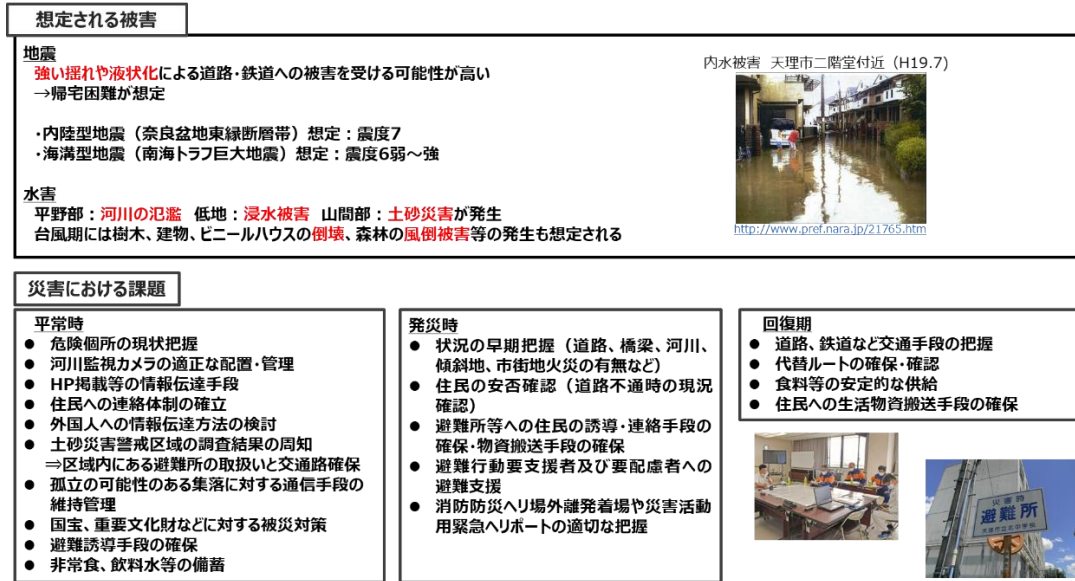 想定される被害
地震
強い揺れや液状化による道路・鉄道への被害を受ける可能性が高い
→帰宅困難が想定
・内陸型地震（奈良盆地東縁断層帯）想定：震度7
・海溝型地震（南海トラフ巨大地震）想定：震度6弱～強
水害
平野部：河川の氾濫 低地：浸水被害 山間部：土砂災害が発生
台風期には樹木、建物、ビニールハウスの倒壊、森林の風倒被害等の発生も想定される
内水被害 天理市二階堂付近（H19.7)
http://www.pref.nara.jp/21765.htm
災害における課題
平常時
● 危険個所の現状把握
● 河川監視カメラの適正な配置・管理
● HP掲載等の情報伝達手段
● 住民への連絡体制の確立
● 外国人への情報伝達方法の検討
● 土砂災害警戒区域の調査結果の周知
⇒区域内にある避難所の取扱いと交通路確保
● 孤立の可能性のある集落に対する通信手段の
維持管理
● 国宝、重要文化財などに対する被災対策
● 避難誘導手段の確保
● 非常食、飲料水等の備蓄
発災時
● 状況の早期把握（道路、橋梁、河川、
傾斜地、市街地火災の有無など）
● 住民の安否確認（道路不通時の現況
確認）
● 避難所等への住民の誘導・連絡手段の
確保・物資搬送手段の確保
● 避難行動要支援者及び要配慮者への
避難支援
● 消防防災ヘリ場外離発着場や災害活動
用緊急ヘリポートの適切な把握
回復期
● 道路、鉄道など交通手段の把握
● 代替ルートの確保・確認
● 食料等の安定的な供給
● 住民への生活物資搬送手段の確保
災害時
避難所